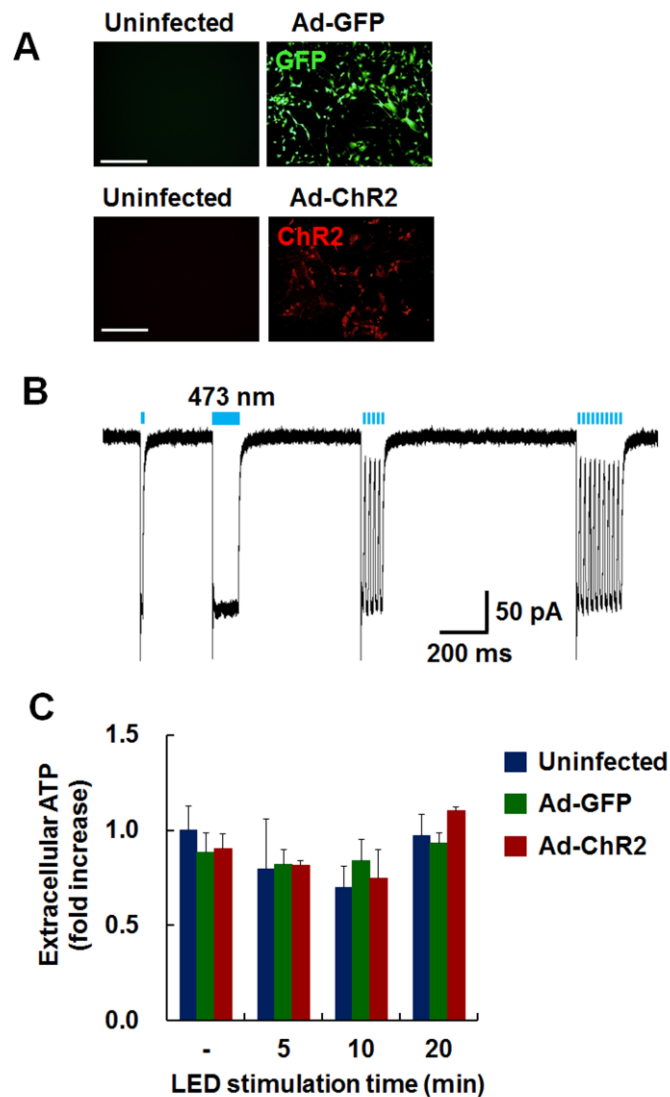 A
Uninfected Ad-GFP
GFP
Uninfected Ad-ChR2
ChR2
B
473 nm
50 pA
200 ms
C
Extracellular ATP
(fold increase)
1.5
1.0
0.5
0.0
- 5 10 20
LED stimulation time (min)
Uninfected
Ad-GFP
Ad-ChR2